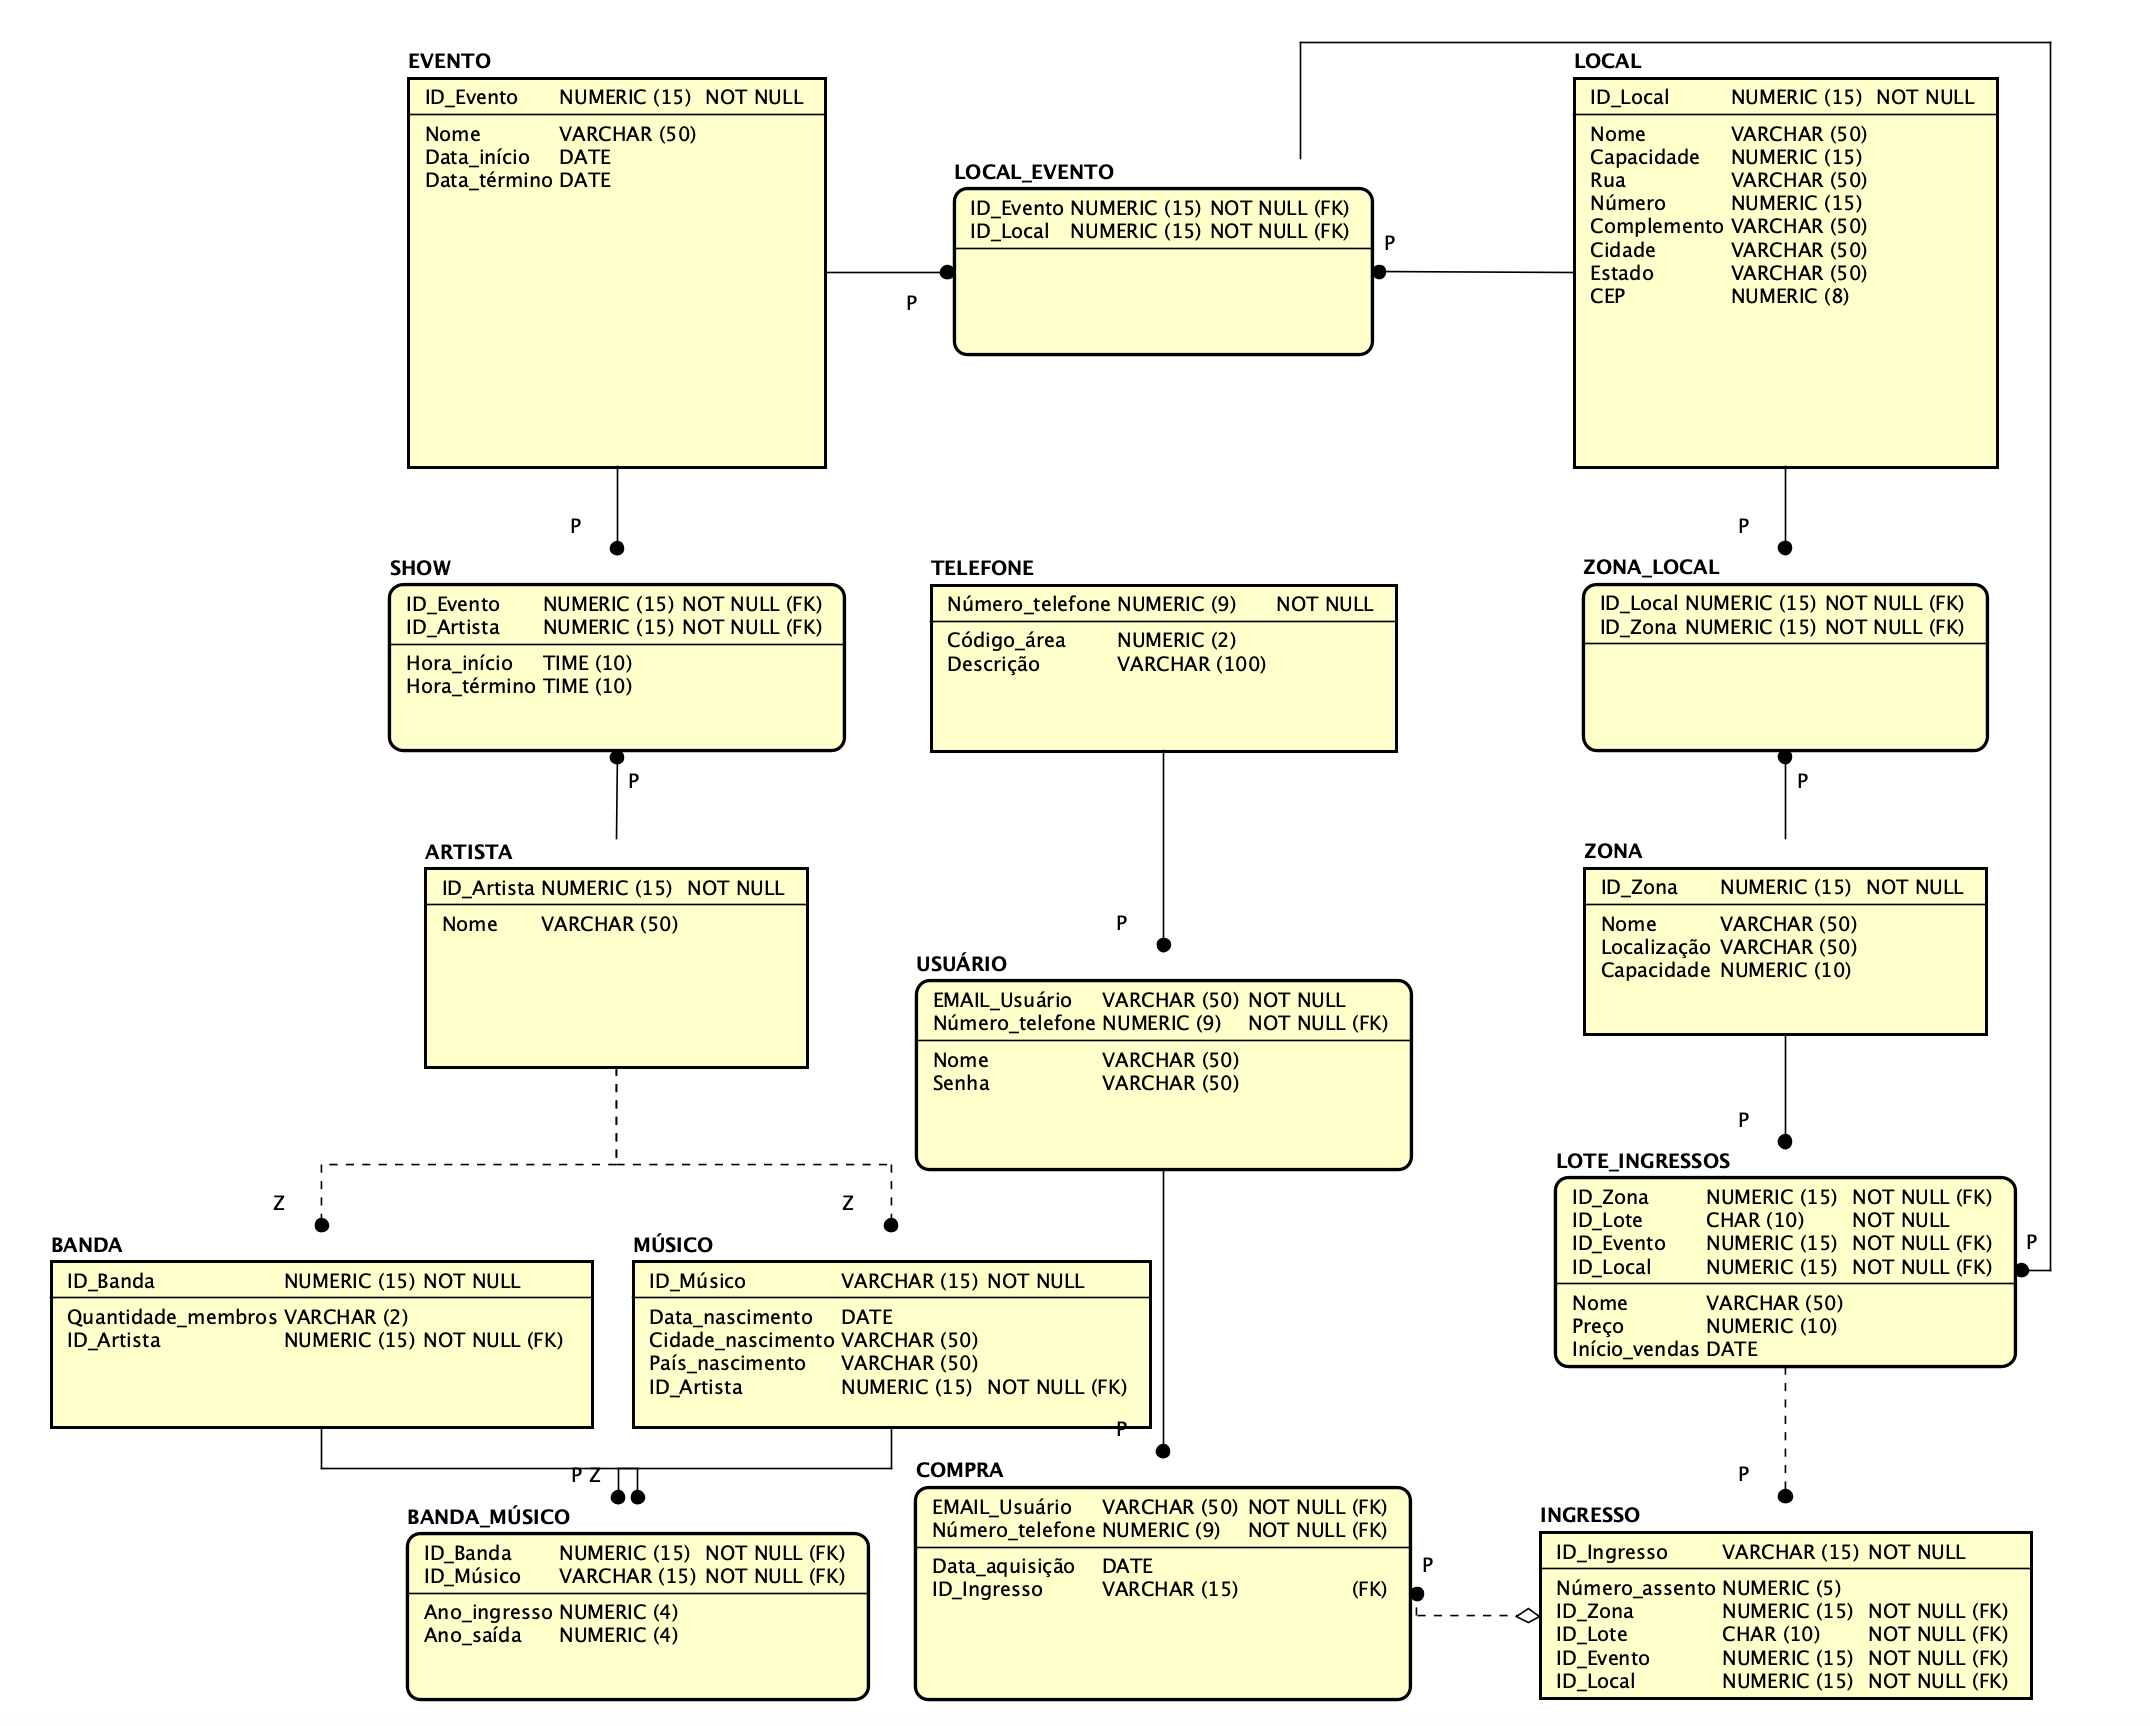 EVENTO
ID_Evento NUMERIC (15) NOT NULL
Nome VARCHAR (50)
Data_início DATE
Data_término DATE
LOCAL_EVENTO
ID_Evento NUMERIC (15) NOT NULL (FK)
ID_Local NUMERIC (15) NOT NULL (FK)
P
P
LOCAL
ID_Local NUMERIC (15) NOT NULL
Nome VARCHAR (50)
Capacidade NUMERIC (15)
Rua VARCHAR (50)
Número NUMERIC (15)
Complemento VARCHAR (50)
Cidade VARCHAR (50)
Estado VARCHAR (50)
CEP NUMERIC (8)
P
P
SHOW
ID_Evento NUMERIC (15) NOT NULL (FK)
ID_Artista NUMERIC (15) NOT NULL (FK)
Hora_início TIME (10)
Hora_término TIME (10)
P
TELEFONE
Número_telefone NUMERIC (9) NOT NULL
Código_área NUMERIC (2)
Descrição VARCHAR (100)
P
ZONA_LOCAL
ID_Local NUMERIC (15) NOT NULL (FK)
ID_Zona NUMERIC (15) NOT NULL (FK)
P
ARTISTA
ID_Artista NUMERIC (15) NOT NULL
Nome VARCHAR (50)
USUÁRIO
EMAIL_Usuário VARCHAR (50) NOT NULL
Número_telefone NUMERIC (9) NOT NULL (FK)
Nome VARCHAR (50)
Senha VARCHAR (50)
ZONA
ID_Zona NUMERIC (15) NOT NULL
Nome VARCHAR (50)
Localização VARCHAR (50)
Capacidade NUMERIC (10)
P
Z
Z
BANDA
ID_Banda NUMERIC (15) NOT NULL
Quantidade_membros VARCHAR (2)
ID_Artista NUMERIC (15) NOT NULL (FK)
MÚSICO
ID_Músico VARCHAR (15) NOT NULL
Data_nascimento DATE
Cidade_nascimento VARCHAR (50)
País_nascimento VARCHAR (50)
ID_Artista NUMERIC (15) NOT NULL (FK)
P
LOTE_INGRESSOS
ID_Zona NUMERIC (15) NOT NULL (FK)
ID_Lote CHAR (10) NOT NULL
ID_Evento NUMERIC (15) NOT NULL (FK)
ID_Local NUMERIC (15) NOT NULL (FK)
Nome VARCHAR (50)
Preço NUMERIC (10)
Início_vendas DATE
P
P
P Z
BANDA_MÚSICO
ID_Banda NUMERIC (15) NOT NULL (FK)
ID_Músico VARCHAR (15) NOT NULL (FK)
Ano_ingresso NUMERIC (4)
Ano_saída NUMERIC (4)
COMPRA
EMAIL_Usuário VARCHAR (50) NOT NULL (FK)
Número_telefone NUMERIC (9) NOT NULL (FK)
Data_aquisição DATE
ID_Ingresso VARCHAR (15) (FK)
P
INGRESSO
ID_Ingresso VARCHAR (15) NOT NULL
Número_assento NUMERIC (5)
ID_Zona NUMERIC (15) NOT NULL (FK)
ID_Lote CHAR (10) NOT NULL (FK)
ID_Evento NUMERIC (15) NOT NULL (FK)
ID_Local NUMERIC (15) NOT NULL (FK)